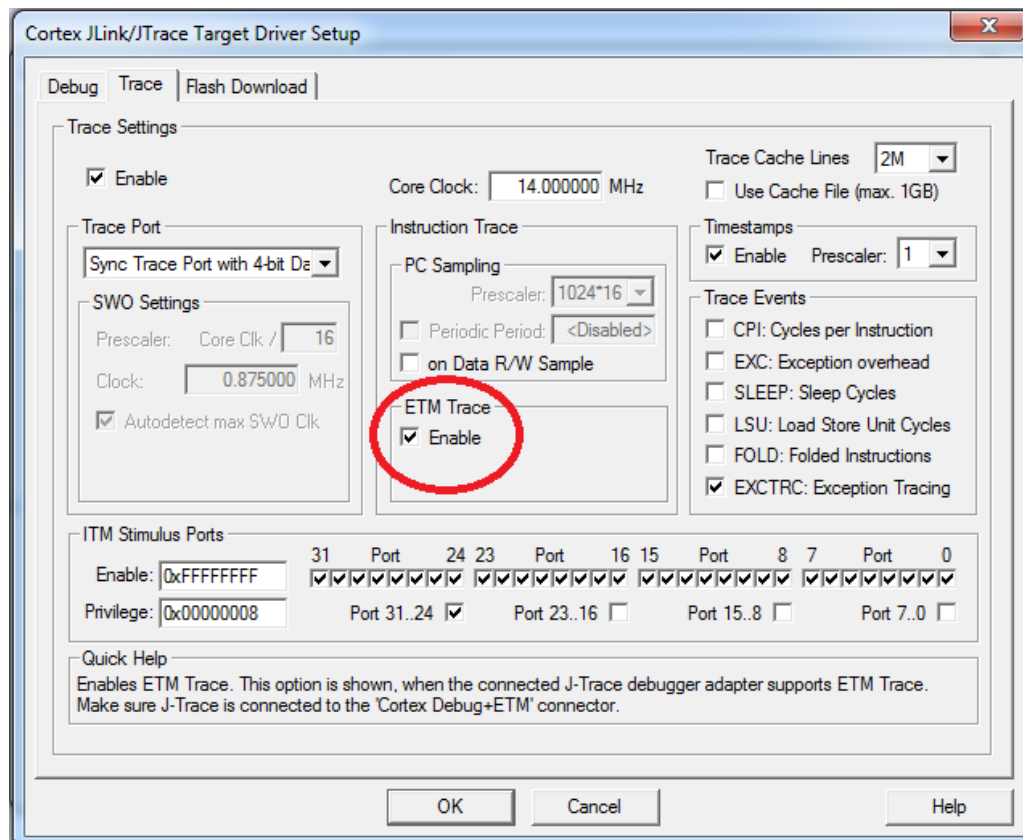 Cortex JLink/JTrace Target Driver Setup
Debug Trace Flash Download
Trace Settings
Enable
Core Clock: 14.000000 MHz
Trace Cache Lines 2M
Use Cache File (max. 1GB)
Trace Port
Sync Trace Port with 4-bit Da
SWO Settings
Prescaler: Core Clk / 16
Clock: 0.875000 MHz
Autodetect max SWO Clk
Instruction Trace
PC Sampling
Prescaler: 1024*16
Periodic Period: <Disabled>
on Data R/W Sample
ETM Trace
Enable
Timestamps
Enable Prescaler: 1
Trace Events
CPI: Cycles per Instruction
EXC: Exception overhead
SLEEP: Sleep Cycles
LSU: Load Store Unit Cycles
FOLD: Folded Instructions
EXCTRC: Exception Tracing
ITM Stimulus Ports
31 Port 24 23 Port 16 15 Port 8 7 Port 0
Enable: 0xFFFFFFFF
Privilege: 0x00000008 Port 31..24 Port 23..16 Port 15..8 Port 7..0
Quick Help
Enables ETM Trace. This option is shown, when the connected J-Trace debugger adapter supports ETM Trace.
Make sure J-Trace is connected to the 'Cortex Debug+ETM' connector.
OK Cancel Help